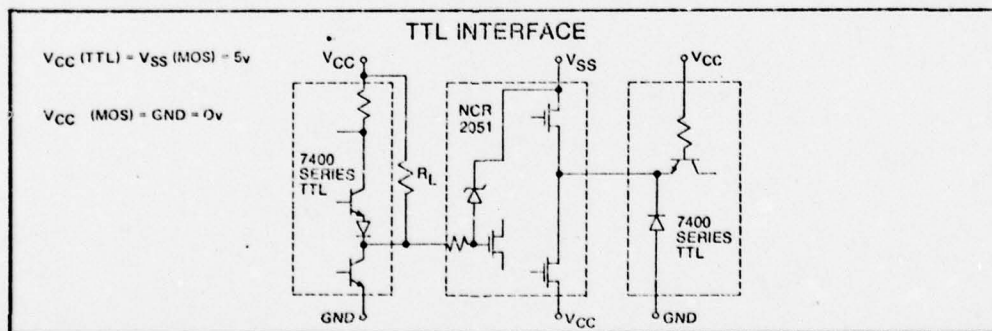 TTL INTERFACE
VCC (TTL) = VSS (MOS) = 5v
VCC (MOS) = GND = 0v
VCC
VSS
VCC
NCR
2051
7400
SERIES
TTL
RL
7400
SERIES
TTL
GND
VCC
GND